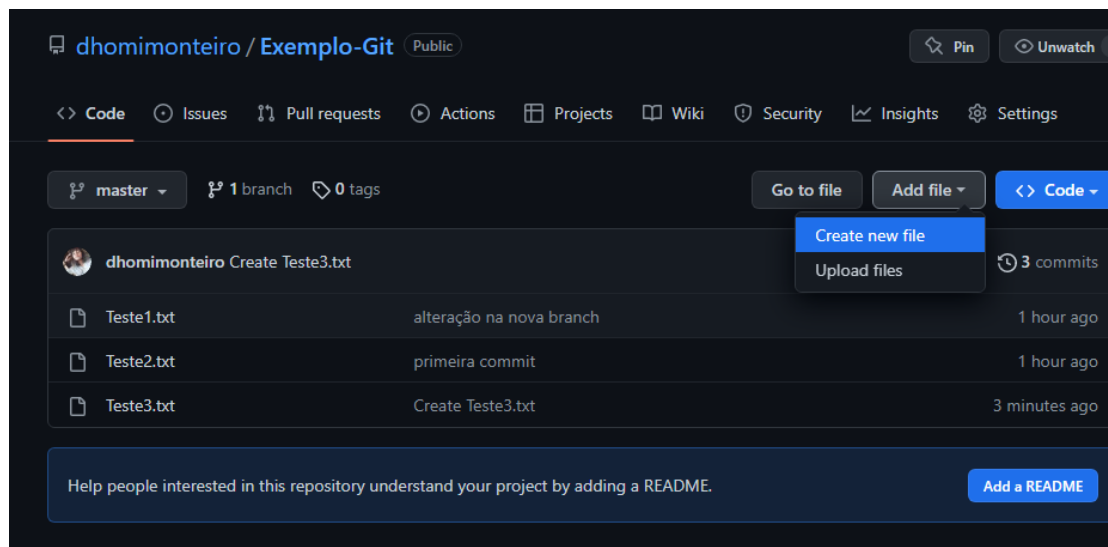 dhomimonteiro / Exemplo-Git Public Pin Unwatch
<> Code Issues Pull requests Actions Projects Wiki Security Insights Settings
master 1 branch 0 tags Go to file Add file <> Code
Create new file
Upload files
dhomimonteiro Create Teste3.txt 3 commits
Teste1.txt alteração na nova branch 1 hour ago
Teste2.txt primeira commit 1 hour ago
Teste3.txt Create Teste3.txt 3 minutes ago
Help people interested in this repository understand your project by adding a README. Add a README